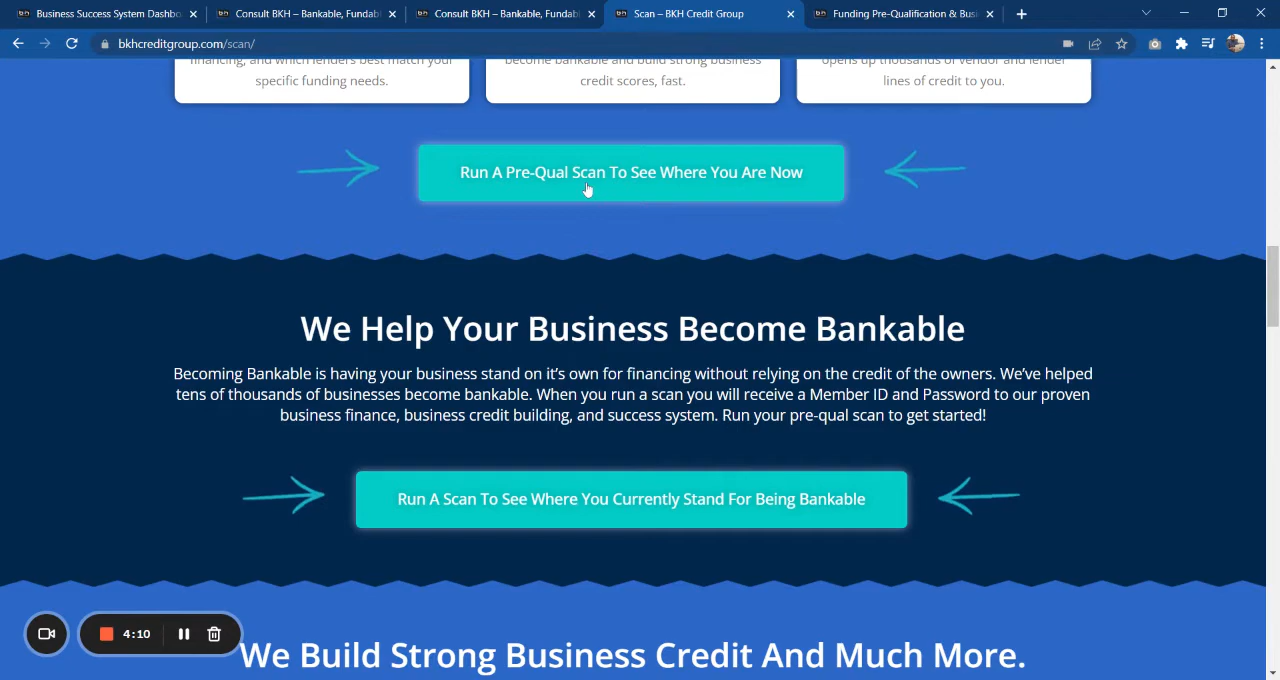 Business Success System Dashbo
Consult BKH – Bankable, Fundab
Consult BKH – Bankable, Fundab
Scan – BKH Credit Group
Funding Pre-Qualification & Busi
bkhcreditgroup.com/scan/
financing, and which lenders best match your
specific funding needs.
become bankable and build strong business
credit scores, fast.
opens up thousands of vendor and lender
lines of credit to you.
Run A Pre-Qual Scan To See Where You Are Now
We Help Your Business Become Bankable
Becoming Bankable is having your business stand on it's own for financing without relying on the credit of the owners. We've helped
tens of thousands of businesses become bankable. When you run a scan you will receive a Member ID and Password to our proven
business finance, business credit building, and success system. Run your pre-qual scan to get started!
Run A Scan To See Where You Currently Stand For Being Bankable
4:10
We Build Strong Business Credit And Much More.